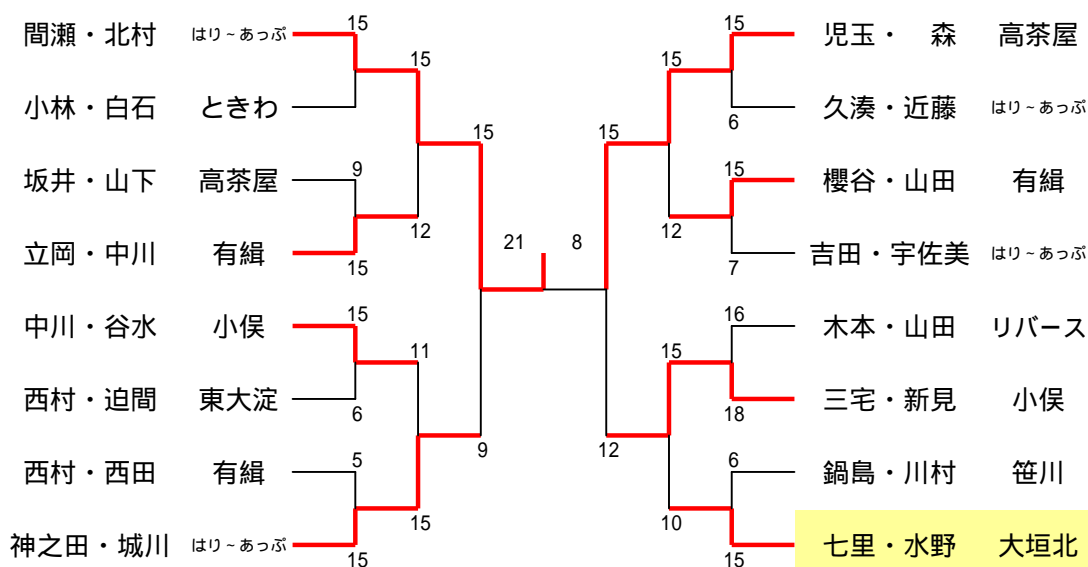 15 15
間瀬・北村 はり~あっぷ 児玉・ 森 高茶屋
15 15
小林・白石 ときわ 久湊・近藤 はり~あっぷ
15 15 6
坂井・山下 高茶屋 9 15 櫻谷・山田 有緝
12 12
立岡・中川 有緝 21 8 吉田・宇佐美 はり~あっぷ
15 7
中川・谷水 小俣 15 16 木本・山田 リバース
11 15
西村・迫間 東大淀 三宅・新見 小俣
6 18
9 12
西村・西田 有緝 5 6 鍋島・川村 笹川
15 10
神之田・城川 はり~あっぷ 七里・水野 大垣北
15 15